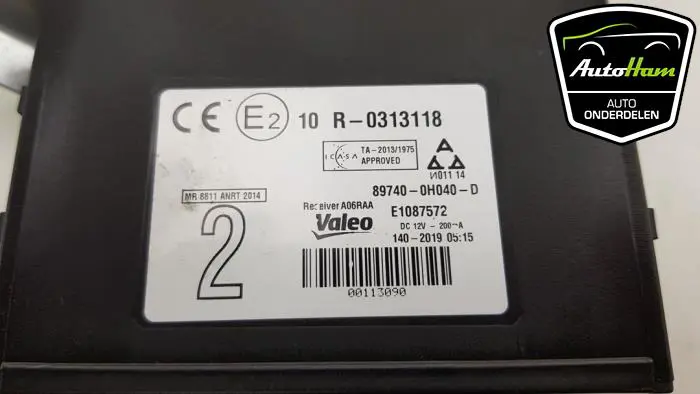 AutoHam
AUTO
ONDERDELEN
CE E2 10 R-0313118
ICASA
TA-2013/1975
APPROVED
И011 14
MR 8811 ANRT 2014
89740-0H040-D
2
Receiver A06RAA
E1087572
Valeo
DC 12V - 200 A
140-2019 05:15
00113090